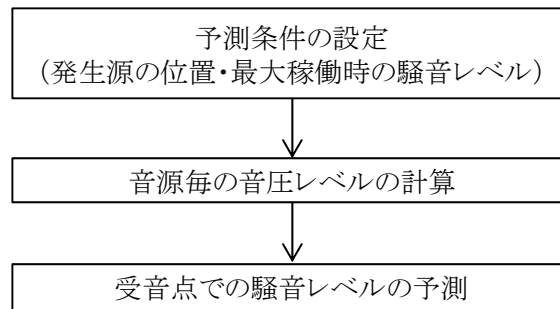 予測条件の設定
（発生源の位置・最大稼働時の騒音レベル）
音源毎の音圧レベルの計算
受音点での騒音レベルの予測